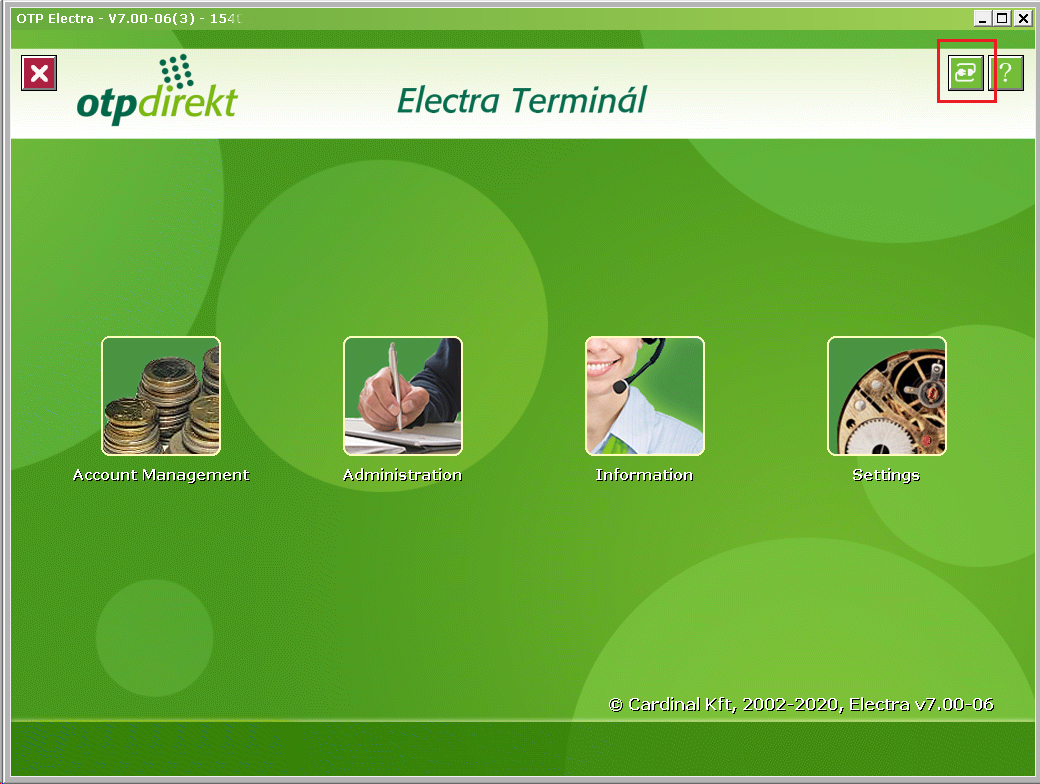 OTP Electra - V7.00-06(3) - 1540
otpdirekt
Electra Terminál
?
Account Management
Administration
Information
Settings
© Cardinal Kft, 2002-2020, Electra v7.00-06